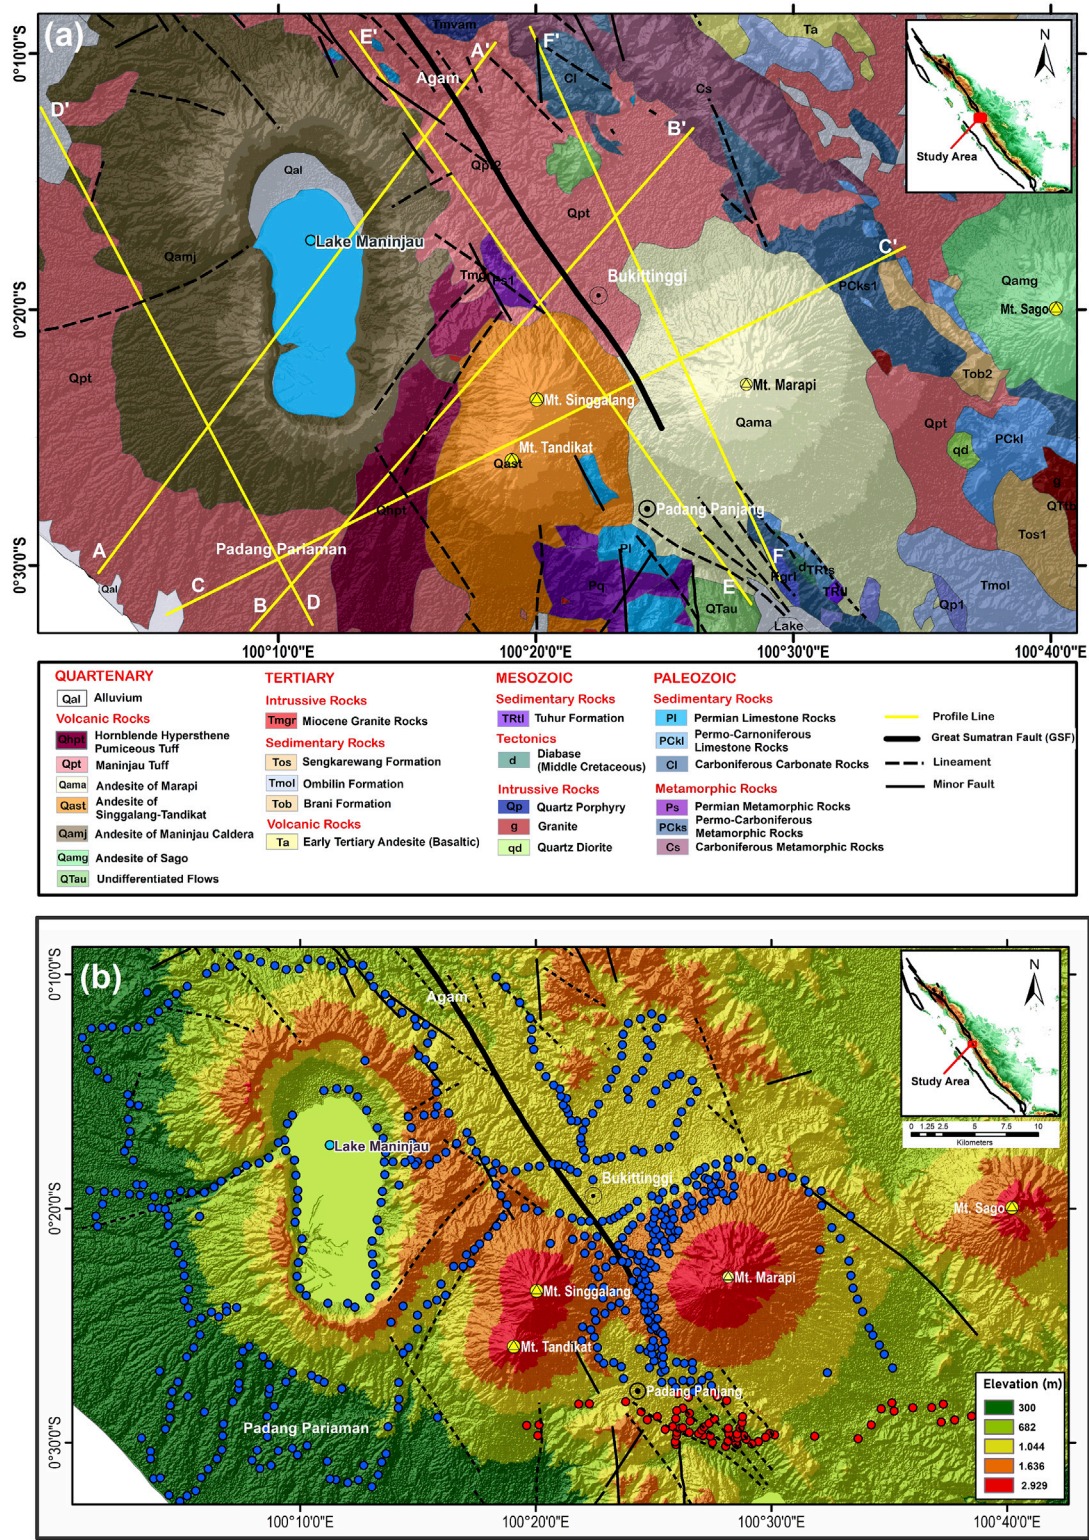 (a)
E'
A'
F'
Tmvam
Ta
Agam
Cl
Cs
D'
B'
N
Study Area
Qal
Qpt2
Qpt
Lake Maninjau
Qamj
Tmgr
Ps1
Bukittinggi
C'
PCks1
Qamg
Mt. Sago
Qpt
Tob2
Mt. Marapi
Mt. Singgalang
Qama
Qpt
Mt. Tandikat
Qast
qd
PCkl
g
QTtb
Qhpt
Padang Panjang
Tos1
A
Padang Pariaman
Pl
F
d
TRts
Qal
C
B
D
Pq
E
QTau
TRtl
Qp1
Tmol
Lake
0°10'0"S
0°20'0"S
0°30'0"S
100°10'0"E
100°20'0"E
100°30'0"E
100°40'0"E
QUARTENARY
Qal Alluvium
Volcanic Rocks
Qhpt Hornblende Hypersthene
Pumiceous Tuff
Qpt Maninjau Tuff
Qama Andesite of Marapi
Qast Andesite of
Singgalang-Tandikat
Qamj Andesite of Maninjau Caldera
Qamg Andesite of Sago
QTau Undifferentiated Flows
TERTIARY
Intrussive Rocks
Tmgr Miocene Granite Rocks
Sedimentary Rocks
Tos Sengkarewang Formation
Tmol Ombilin Formation
Tob Brani Formation
Volcanic Rocks
Ta Early Tertiary Andesite (Basaltic)
MESOZOIC
Sedimentary Rocks
TRtl Tuhur Formation
Tectonics
d Diabase
(Middle Cretaceous)
Intrussive Rocks
Qp Quartz Porphyry
g Granite
qd Quartz Diorite
PALEOZOIC
Sedimentary Rocks
Pl Permian Limestone Rocks
PCkl Permo-Carnoniferous
Limestone Rocks
Cl Carboniferous Carbonate Rocks
Metamorphic Rocks
Ps Permian Metamorphic Rocks
PCks Permo-Carboniferous
Metamorphic Rocks
Cs Carboniferous Metamorphic Rocks
Profile Line
Great Sumatran Fault (GSF)
Lineament
Minor Fault
(b)
Agam
N
Study Area
0 1.25 2.5 5 7.5 10
Kilometers
Lake Maninjau
Bukittinggi
Mt. Sago
Mt. Marapi
Mt. Singgalang
Mt. Tandikat
Padang Panjang
Padang Pariaman
Elevation (m)
300
682
1.044
1.636
2.929
0°10'0"S
0°20'0"S
0°30'0"S
100°10'0"E
100°20'0"E
100°30'0"E
100°40'0"E